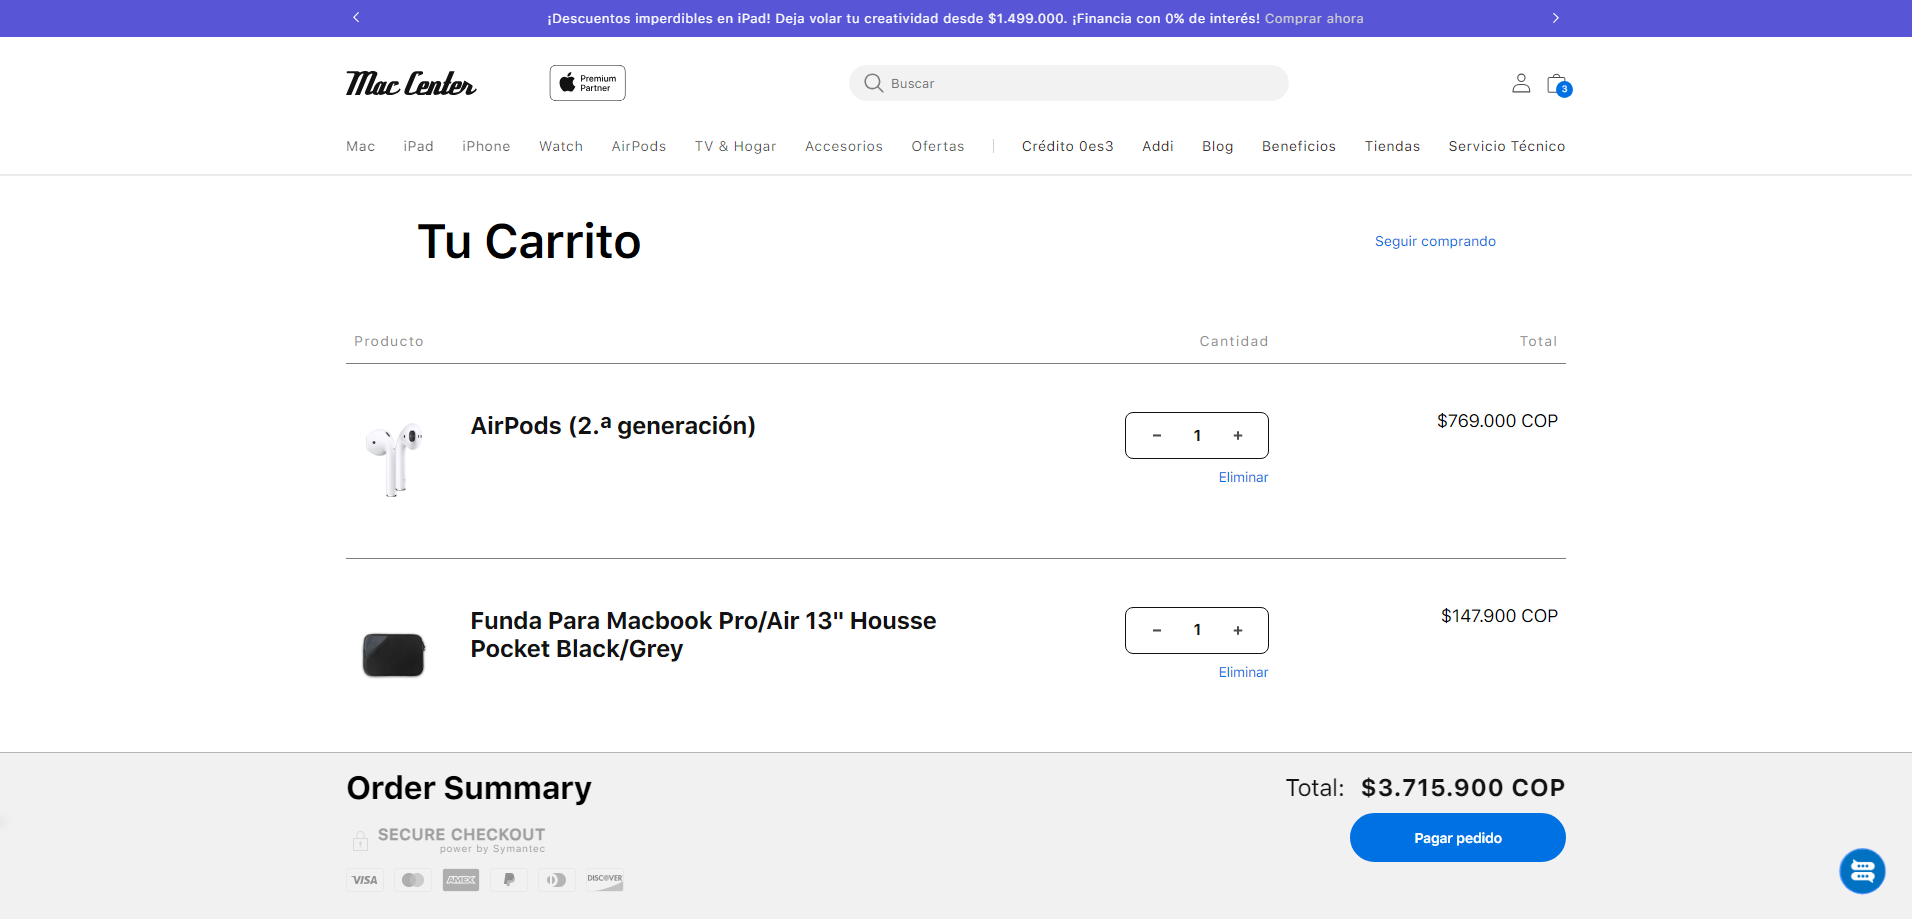 ¡Descuentos imperdibles en iPad! Deja volar tu creatividad desde $1.499.000. ¡Financia con 0% de interés! Comprar ahora
Mac Center
Premium
Partner
Buscar
3
Mac iPad iPhone Watch AirPods TV & Hogar Accesorios Ofertas Crédito 0es3 Addi Blog Beneficios Tiendas Servicio Técnico
Tu Carrito
Seguir comprando
Producto Cantidad Total
AirPods (2.ª generación)
- 1 +
$769.000 COP
Eliminar
Funda Para Macbook Pro/Air 13" Housse
Pocket Black/Grey
- 1 +
$147.900 COP
Eliminar
Order Summary
Total: $3.715.900 COP
SECURE CHECKOUT
power by Symantec
Pagar pedido
VISA AMEX DISCOVER